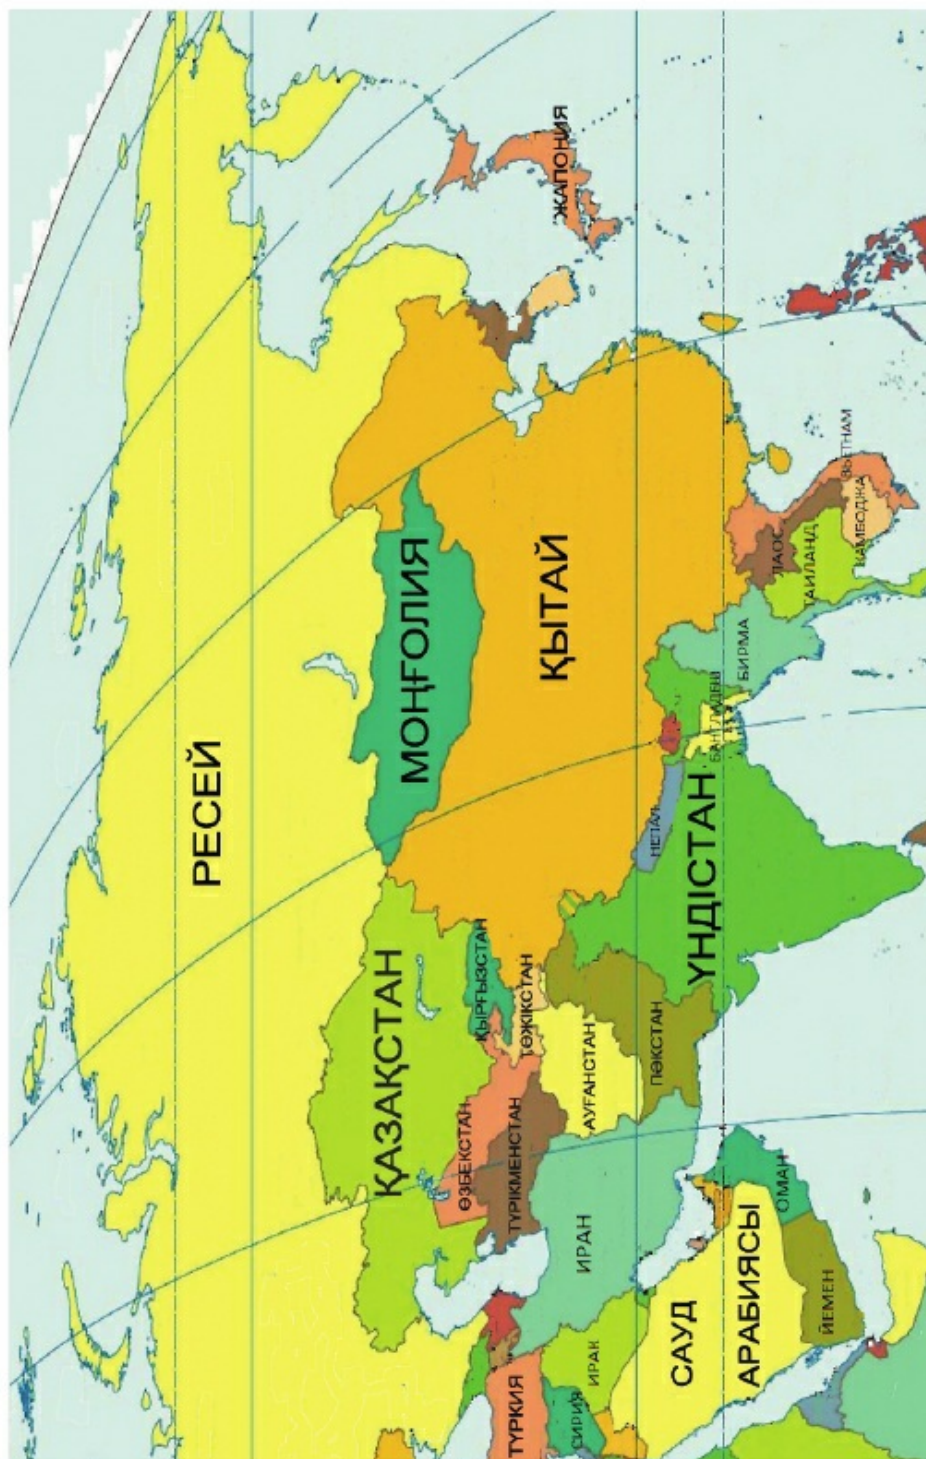 РЕСЕЙ
ҚАЗАҚСТАН
МОҢҒОЛИЯ
ҚЫТАЙ
ЖАПОНИЯ
ӨЗБЕКСТАН
ҚЫРҒЫЗСТАН
ТҮРІКМЕНСТАН
ТӘЖІКСТАН
ТҮРКИЯ
СИРИЯ
ИРАК
ИРАН
АУҒАНСТАН
ПӘКСТАН
НЕПАЛ
ҮНДІСТАН
БАНГЛАДЕШ
БИРМА
ЛАОС
ТАИЛАНД
ВЬЕТНАМ
КАМБОДЖА
САУД
АРАБИЯСЫ
ОМАН
ЙЕМЕН